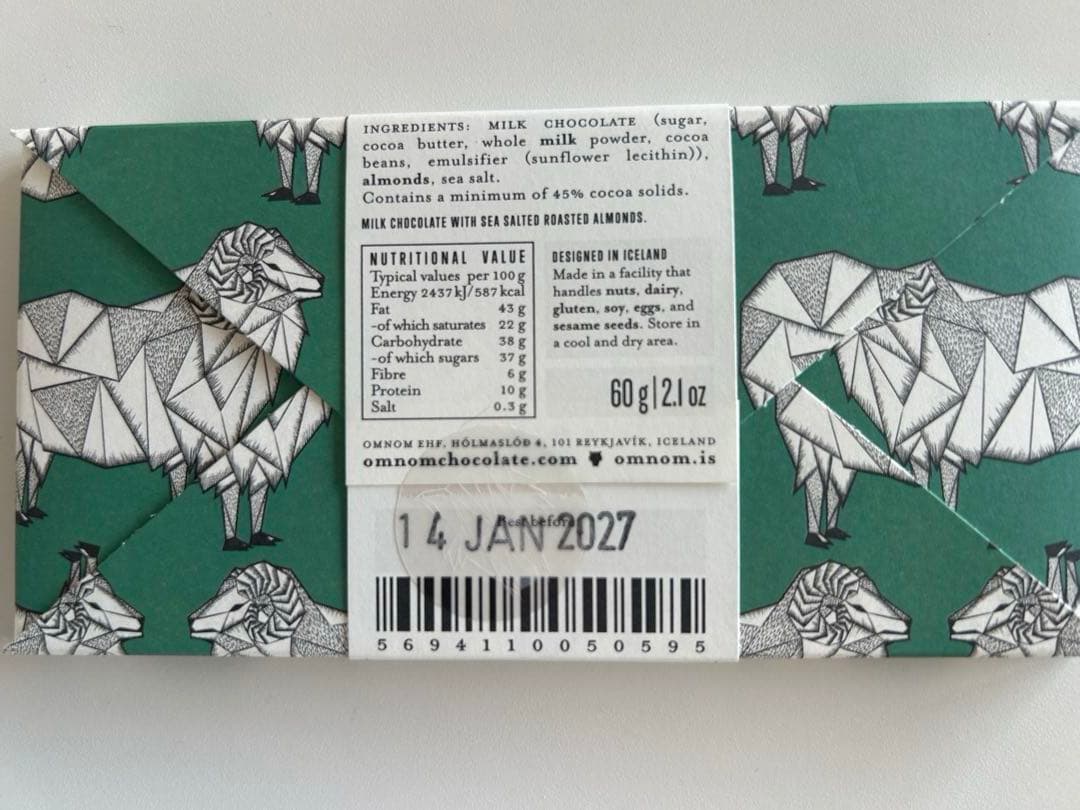 INGREDIENTS: MILK CHOCOLATE (sugar,
cocoa butter, whole milk powder, cocoa
beans, emulsifier (sunflower lecithin)),
almonds, sea salt.
Contains a minimum of 45% cocoa solids.
MILK CHOCOLATE WITH SEA SALTED ROASTED ALMONDS.
NUTRITIONAL VALUE
Typical values per 100 g
Energy 2437 kJ/587 kcal
Fat 43 g
-of which saturates 22 g
Carbohydrate 38 g
-of which sugars 37 g
Fibre 6 g
Protein 10 g
Salt 0.3 g
DESIGNED IN ICELAND
Made in a facility that
handles nuts, dairy,
gluten, soy, eggs, and
sesame seeds. Store in
a cool and dry area.
60 g|2.1 oz
OMNOM EHF. HÓLMASLÓÐ 4, 101 REYKJAVÍK, ICELAND
omnomchocolate.com omnom.is
Best before
14 JAN 2027
5694110050595